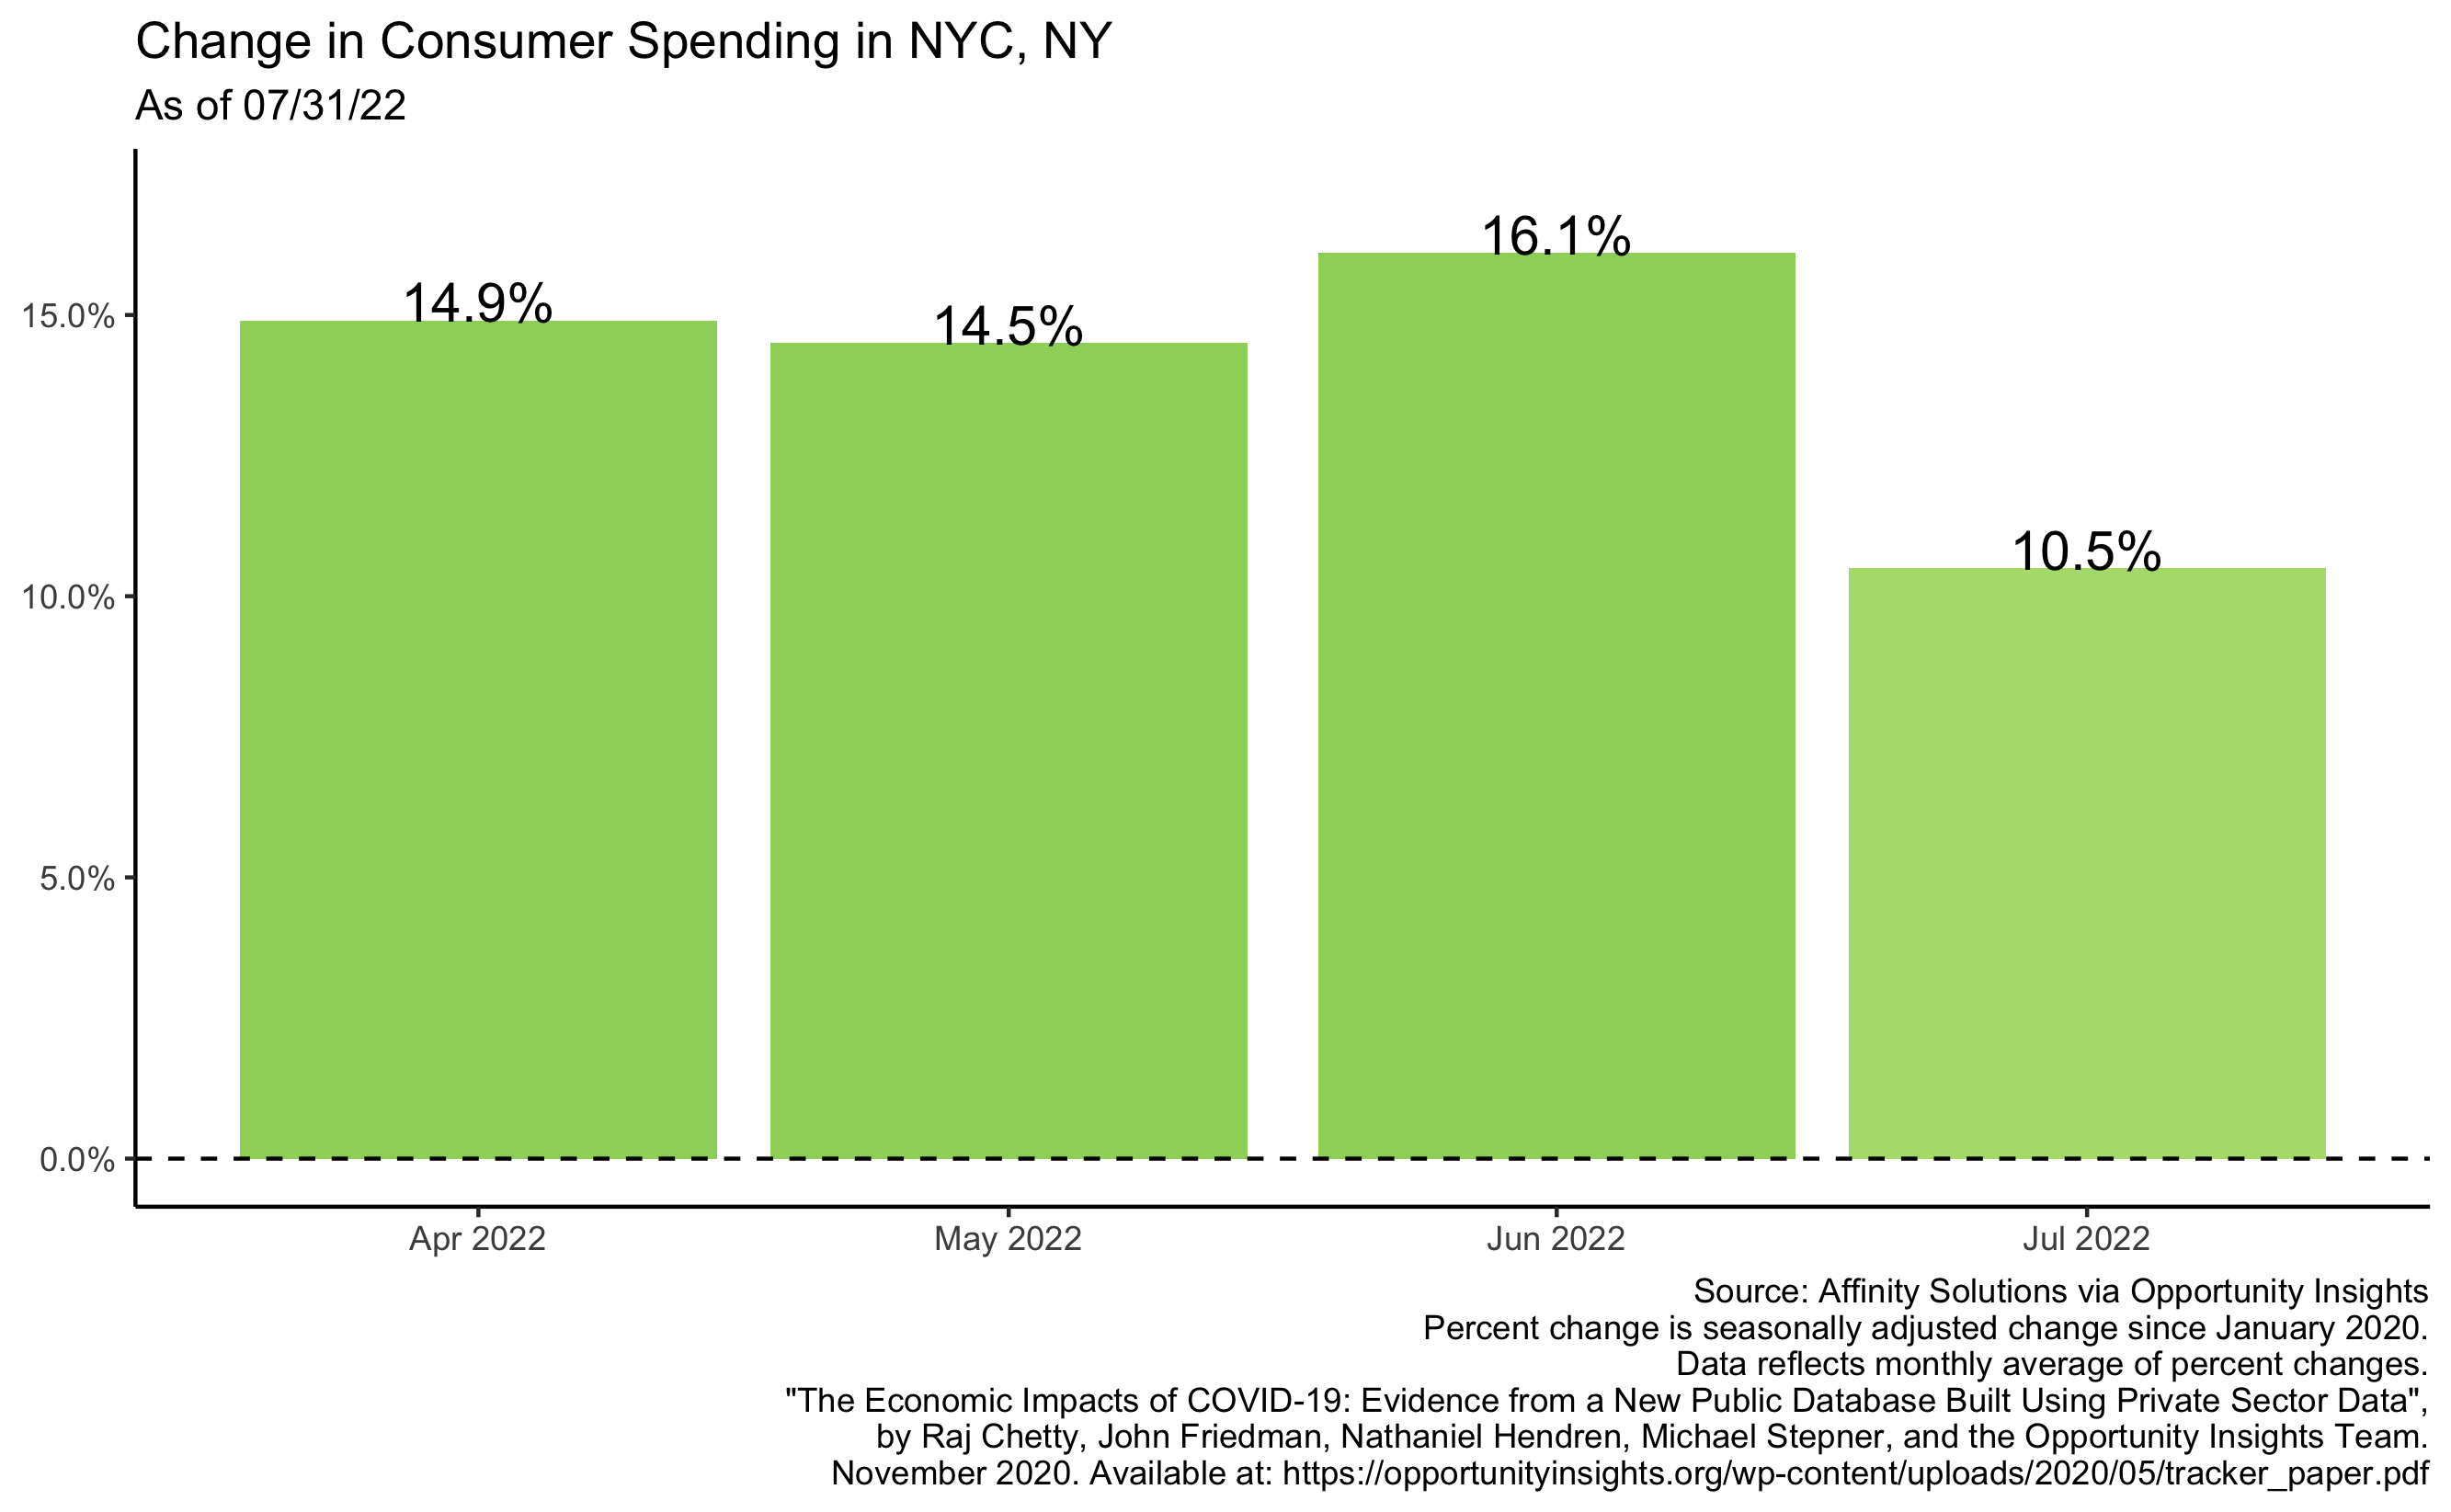 Change in Consumer Spending in NYC, NY
As of 07/31/22
16.1%
14.9%
14.5%
10.5%
15.0%
10.0%
5.0%
0.0%
Apr 2022 May 2022 Jun 2022 Jul 2022
Source: Affinity Solutions via Opportunity Insights
Percent change is seasonally adjusted change since January 2020.
Data reflects monthly average of percent changes.
"The Economic Impacts of COVID-19: Evidence from a New Public Database Built Using Private Sector Data",
by Raj Chetty, John Friedman, Nathaniel Hendren, Michael Stepner, and the Opportunity Insights Team.
November 2020. Available at: https://opportunityinsights.org/wp-content/uploads/2020/05/tracker_paper.pdf